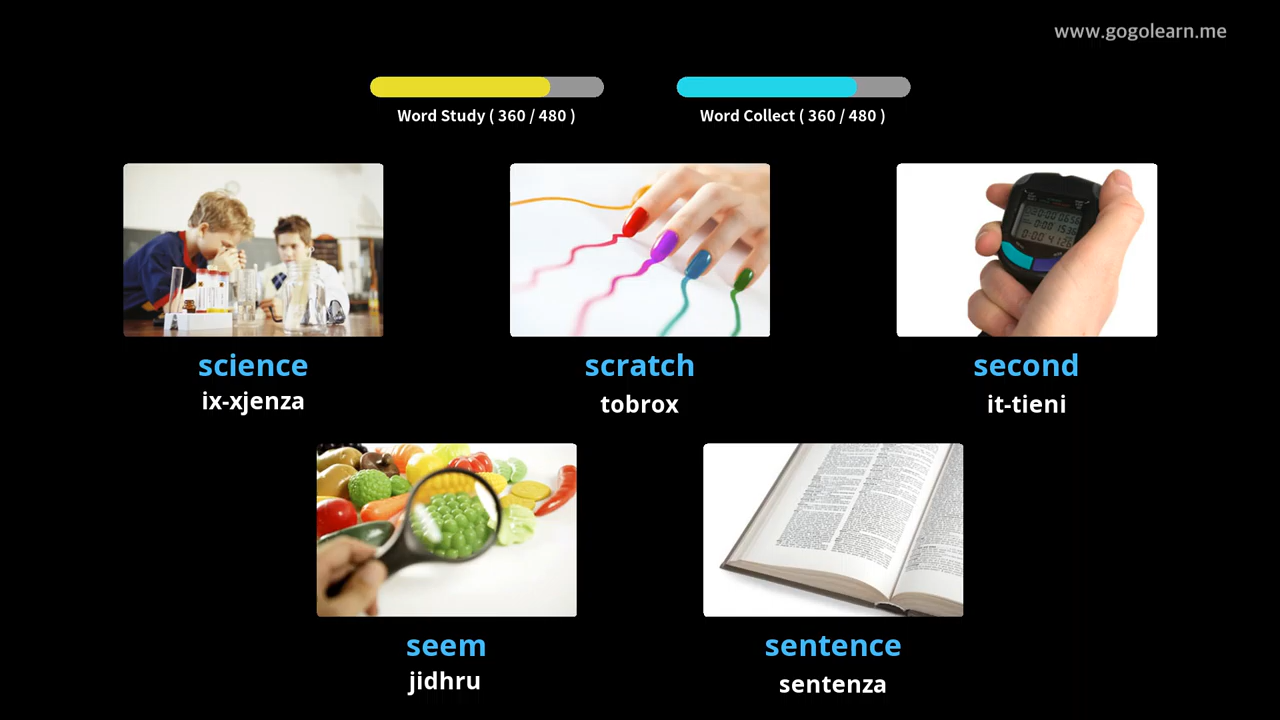 www.gogolearn.me
Word Study ( 360 / 480 )
Word Collect ( 360 / 480 )
science
ix-xjenza
scratch
tobrox
second
it-tieni
seem
jidhru
sentence
sentenza